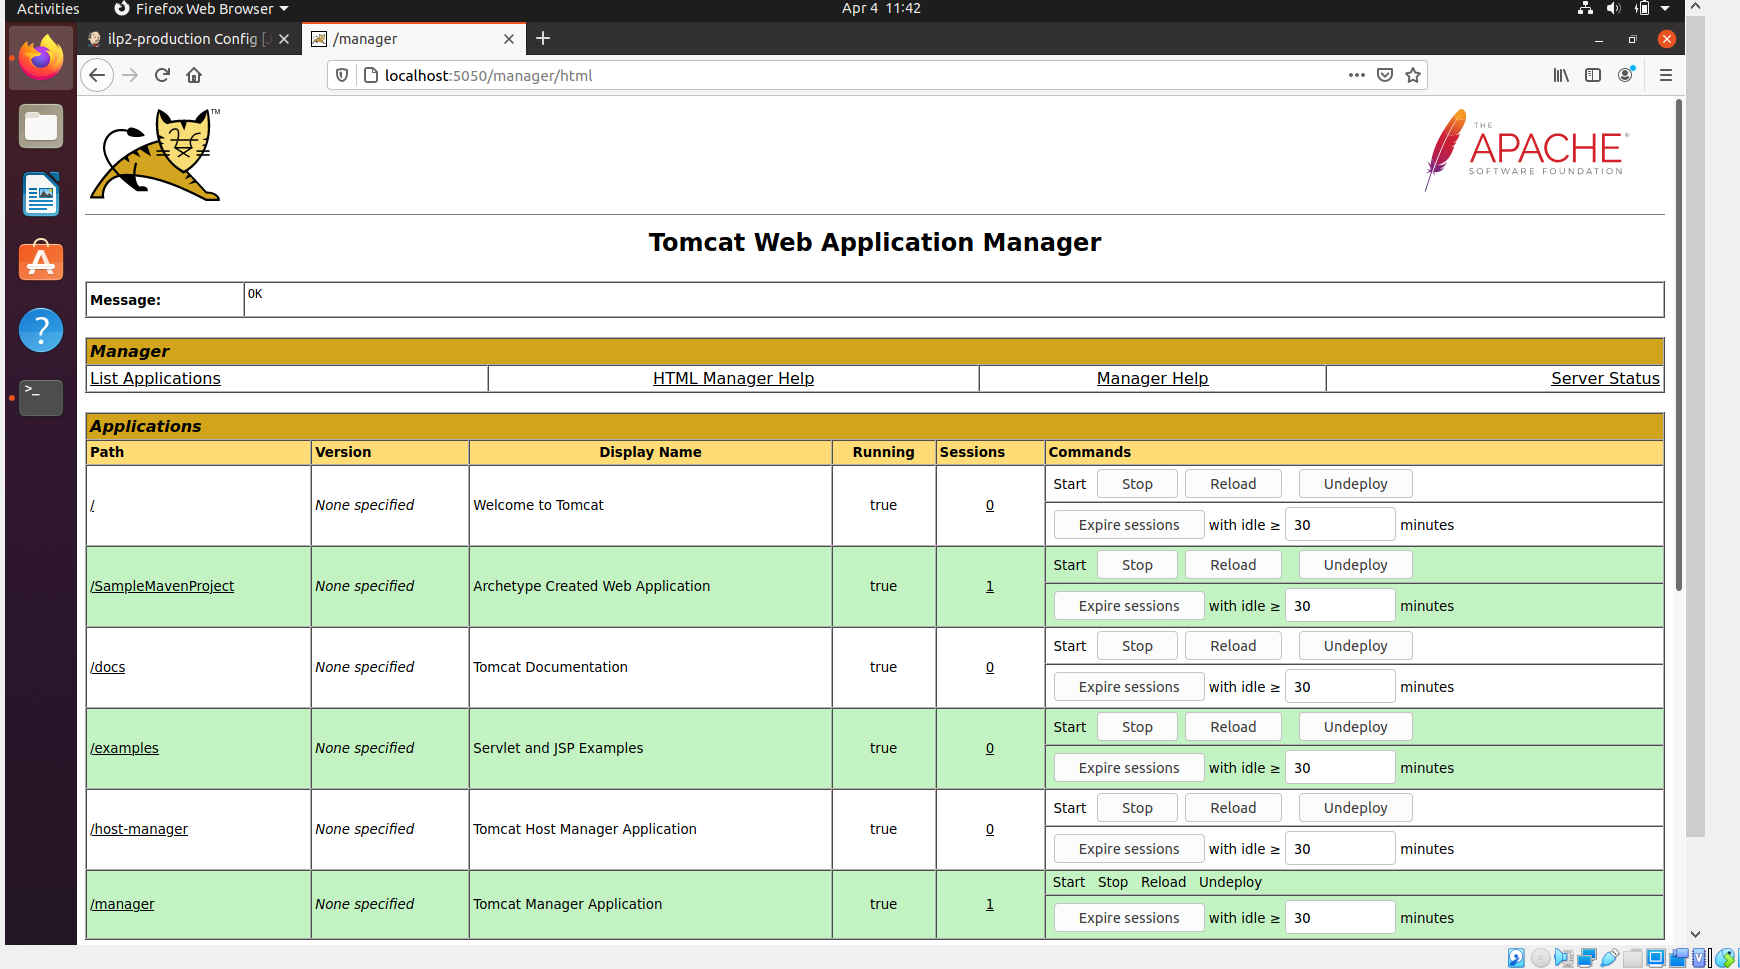 Activities Firefox Web Browser Apr 4 11:42
ilp2-production Config [J /manager
localhost:5050/manager/html
TM
THE
APACHE®
SOFTWARE FOUNDATION
Tomcat Web Application Manager
Message: OK
Manager
List Applications HTML Manager Help Manager Help Server Status
Applications
Path Version Display Name Running Sessions Commands
/ None specified Welcome to Tomcat true 0 Start Stop Reload Undeploy
Expire sessions with idle ≥ 30 minutes
/SampleMavenProject None specified Archetype Created Web Application true 1 Start Stop Reload Undeploy
Expire sessions with idle ≥ 30 minutes
/docs None specified Tomcat Documentation true 0 Start Stop Reload Undeploy
Expire sessions with idle ≥ 30 minutes
/examples None specified Servlet and JSP Examples true 0 Start Stop Reload Undeploy
Expire sessions with idle ≥ 30 minutes
/host-manager None specified Tomcat Host Manager Application true 0 Start Stop Reload Undeploy
Expire sessions with idle ≥ 30 minutes
/manager None specified Tomcat Manager Application true 1 Start Stop Reload Undeploy
Expire sessions with idle ≥ 30 minutes